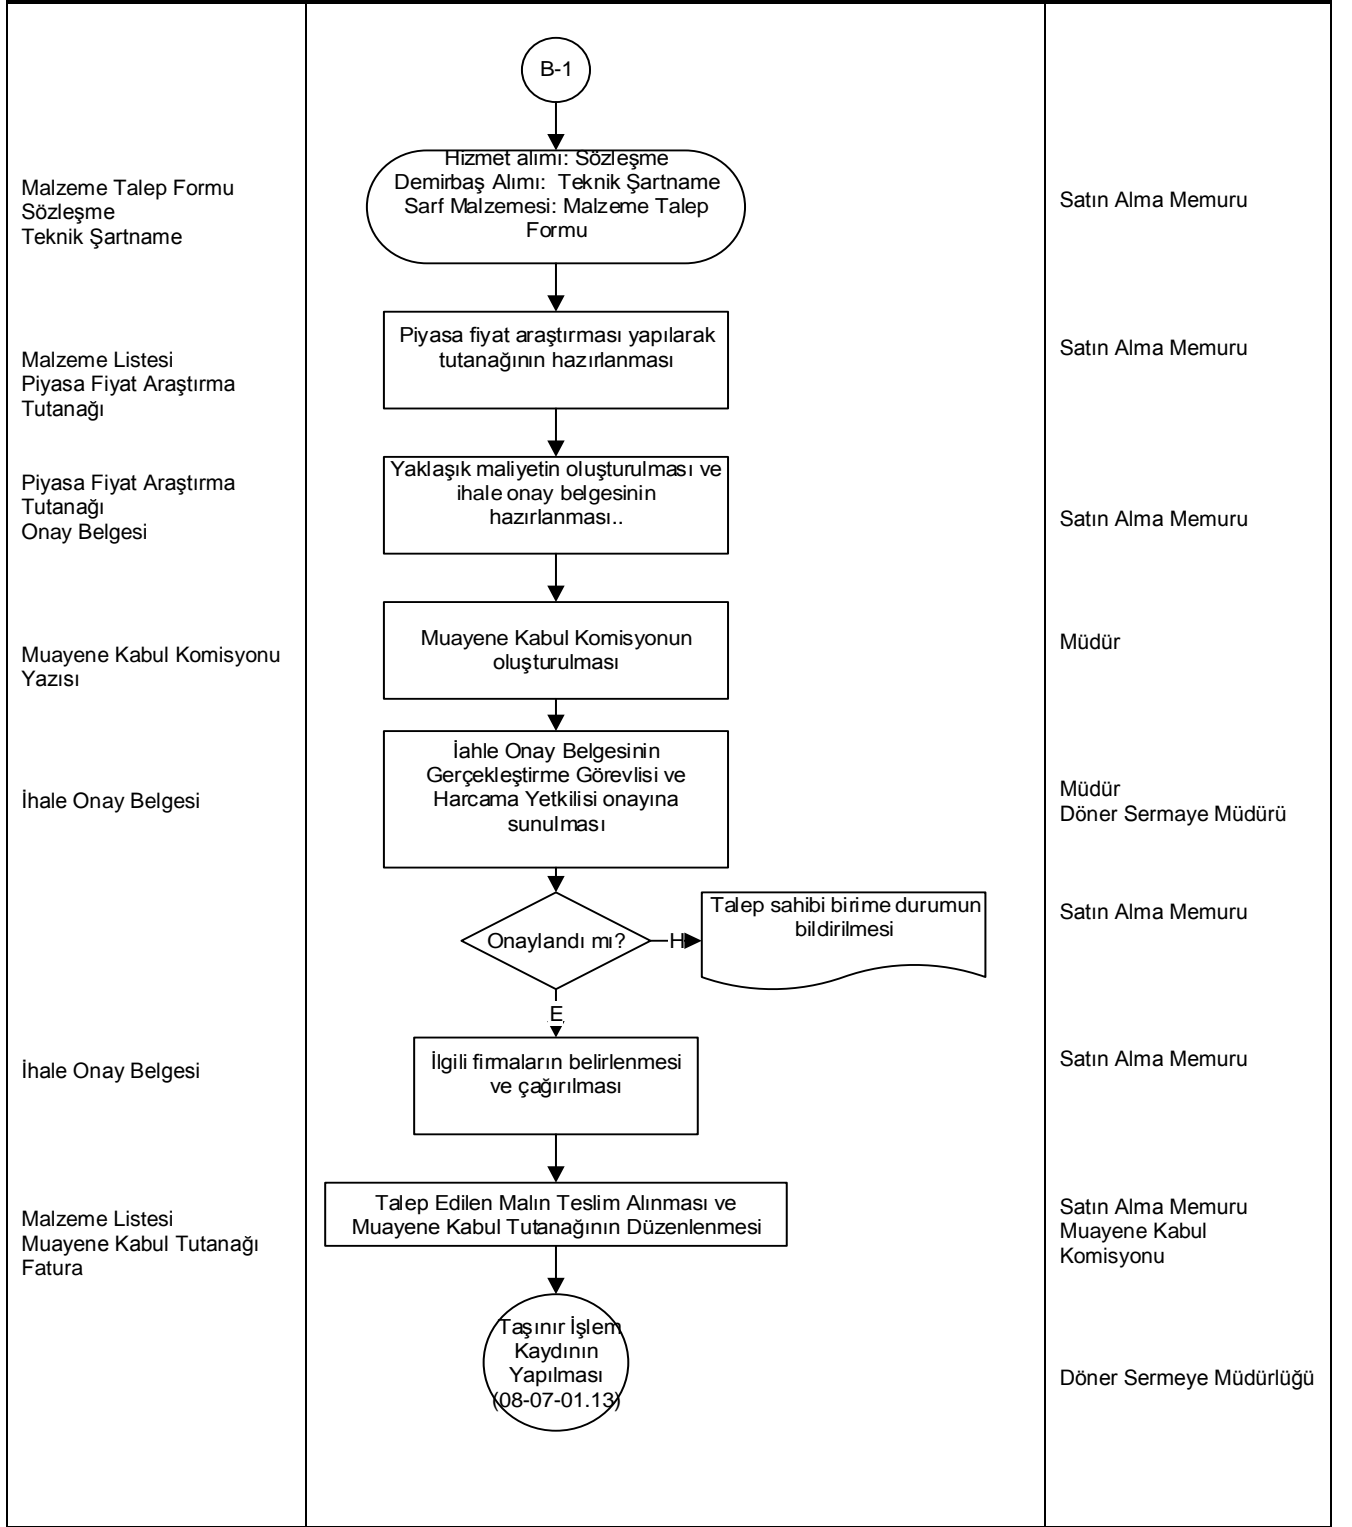 B-1
Malzeme Talep Formu
Sözleşme
Teknik Şartname
Hizmet alımı: Sözleşme
Demirbaş Alımı:  Teknik Şartname
Sarf Malzemesi: Malzeme Talep
Formu
Satın Alma Memuru
Malzeme Listesi
Piyasa Fiyat Araştırma
Tutanağı
Piyasa fiyat araştırması yapılarak
tutanağının hazırlanması
Satın Alma Memuru
Piyasa Fiyat Araştırma
Tutanağı
Onay Belgesi
Yaklaşık maliyetin oluşturulması ve
ihale onay belgesinin
hazırlanması..
Satın Alma Memuru
Muayene Kabul Komisyonu
Yazısı
Muayene Kabul Komisyonun
oluşturulması
Müdür
İhale Onay Belgesi
İahle Onay Belgesinin
Gerçekleştirme Görevlisi ve
Harcama Yetkilisi onayına
sunulması
Müdür
Döner Sermaye Müdürü
Onaylandı mı?
H
Talep sahibi birime durumun
bildirilmesi
Satın Alma Memuru
E
İhale Onay Belgesi
İlgili firmaların belirlenmesi
ve çağırılması
Satın Alma Memuru
Malzeme Listesi
Muayene Kabul Tutanağı
Fatura
Talep Edilen Malın Teslim Alınması ve
Muayene Kabul Tutanağının Düzenlenmesi
Satın Alma Memuru
Muayene Kabul
Komisyonu
Taşınır İşlem
Kaydının
Yapılması
(08-07-01.13)
Döner Sermeye Müdürlüğü